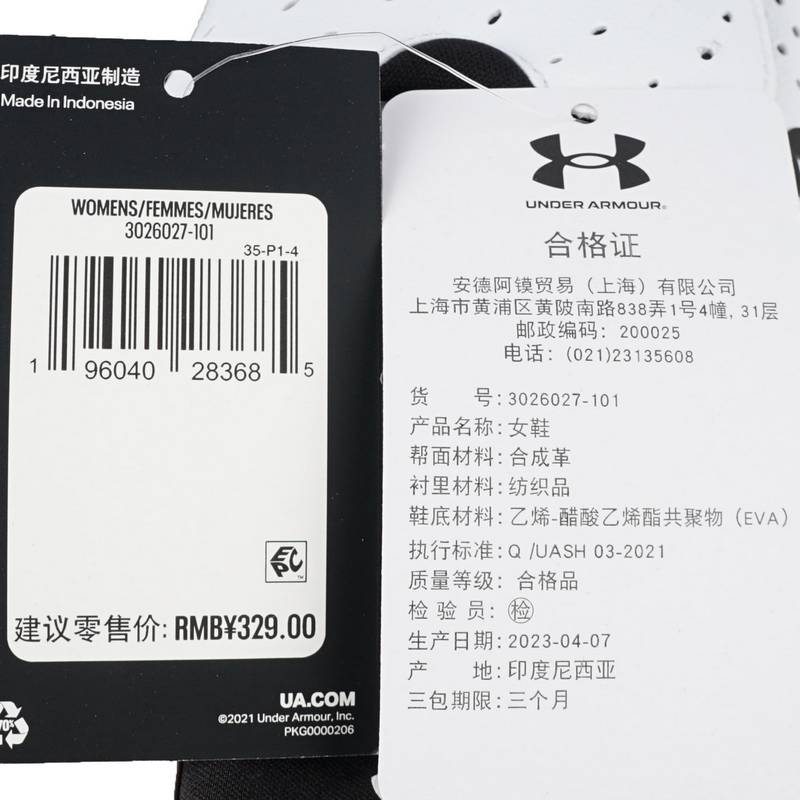 印度尼西亚制造
Made In Indonesia
WOMENS/FEMMES/MUJERES
3026027-101
35-P1-4
1 96040 28368 5
EPC™
建议零售价: RMB¥329.00
UA.COM
©2021 Under Armour, Inc.
PKG0000206
UNDER ARMOUR®
合格证
安德阿镆贸易（上海）有限公司
上海市黄浦区黄陂南路838弄1号4幢, 31层
邮政编码: 200025
电话: (021)23135608
货 号: 3026027-101
产品名称: 女鞋
帮面材料: 合成革
衬里材料: 纺织品
鞋底材料: 乙烯-醋酸乙烯酯共聚物（EVA）
执行标准: Q /UASH 03-2021
质量等级: 合格品
检 验 员: 检
生产日期: 2023-04-07
产 地: 印度尼西亚
三包期限: 三个月